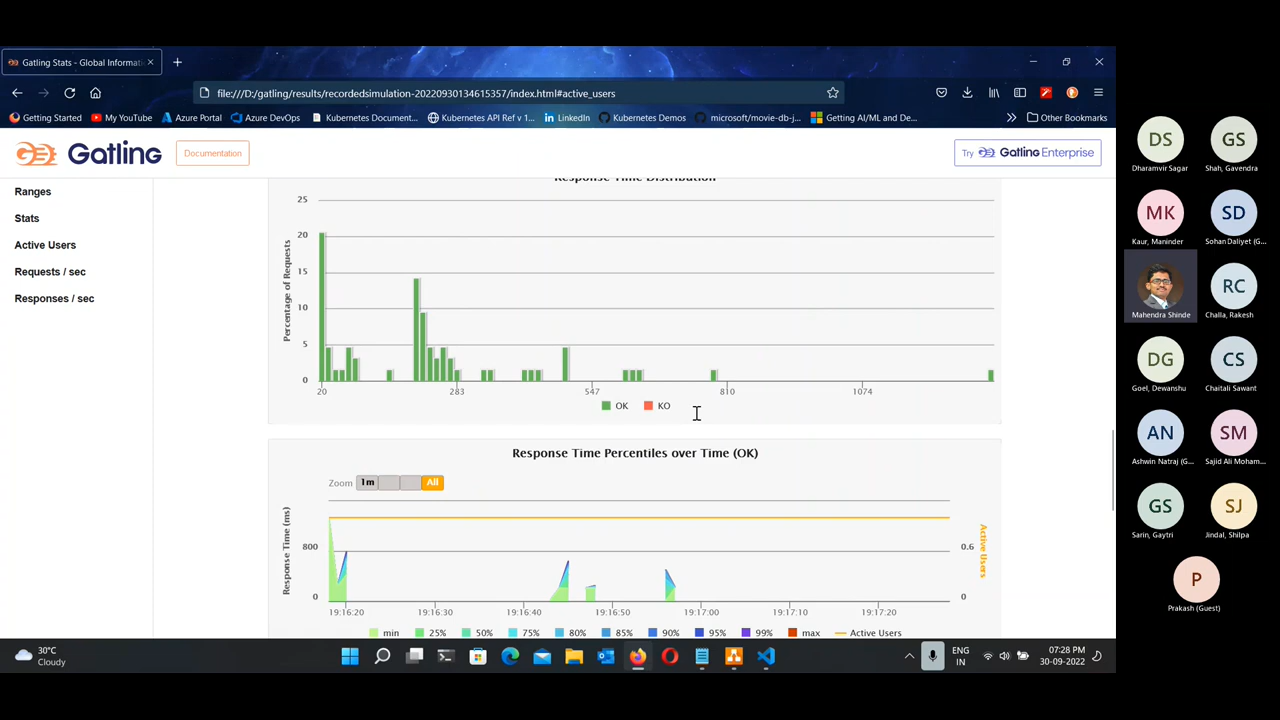 Gatling Stats - Global Informati
file:///D:/gatling/results/recordedsimulation-20220930134615357/index.html#active_users
Getting Started
My YouTube
Azure Portal
Azure DevOps
Kubernetes Document...
Kubernetes API Ref v 1...
LinkedIn
Kubernetes Demos
microsoft/movie-db-j...
Getting AI/ML and De...
Other Bookmarks
Gatling
Documentation
Try Gatling Enterprise
Ranges
Stats
Active Users
Requests / sec
Responses / sec
Response Time Distribution
Percentage of Requests
25
20
15
10
5
0
20 283 547 810 1074
OK KO
Response Time Percentiles over Time (OK)
Zoom 1m All
Response Time (ms)
800
0
Active Users
0.6
0
19:16:20 19:16:30 19:16:40 19:16:50 19:17:00 19:17:10 19:17:20
min 25% 50% 75% 80% 85% 90% 95% 99% max Active Users
30°C
Cloudy
ENG
IN
07:28 PM
30-09-2022
DS
Dharamvir Sagar
GS
Shah, Gavendra
MK
Kaur, Maninder
SD
Sohan Daliyet (G...
Mahendra Shinde
RC
Challa, Rakesh
DG
Goel, Dewanshu
CS
Chaitali Sawant
AN
Ashwin Natraj (G...
SM
Sajid Ali Moham...
GS
Sarin, Gaytri
SJ
Jindal, Shilpa
P
Prakash (Guest)